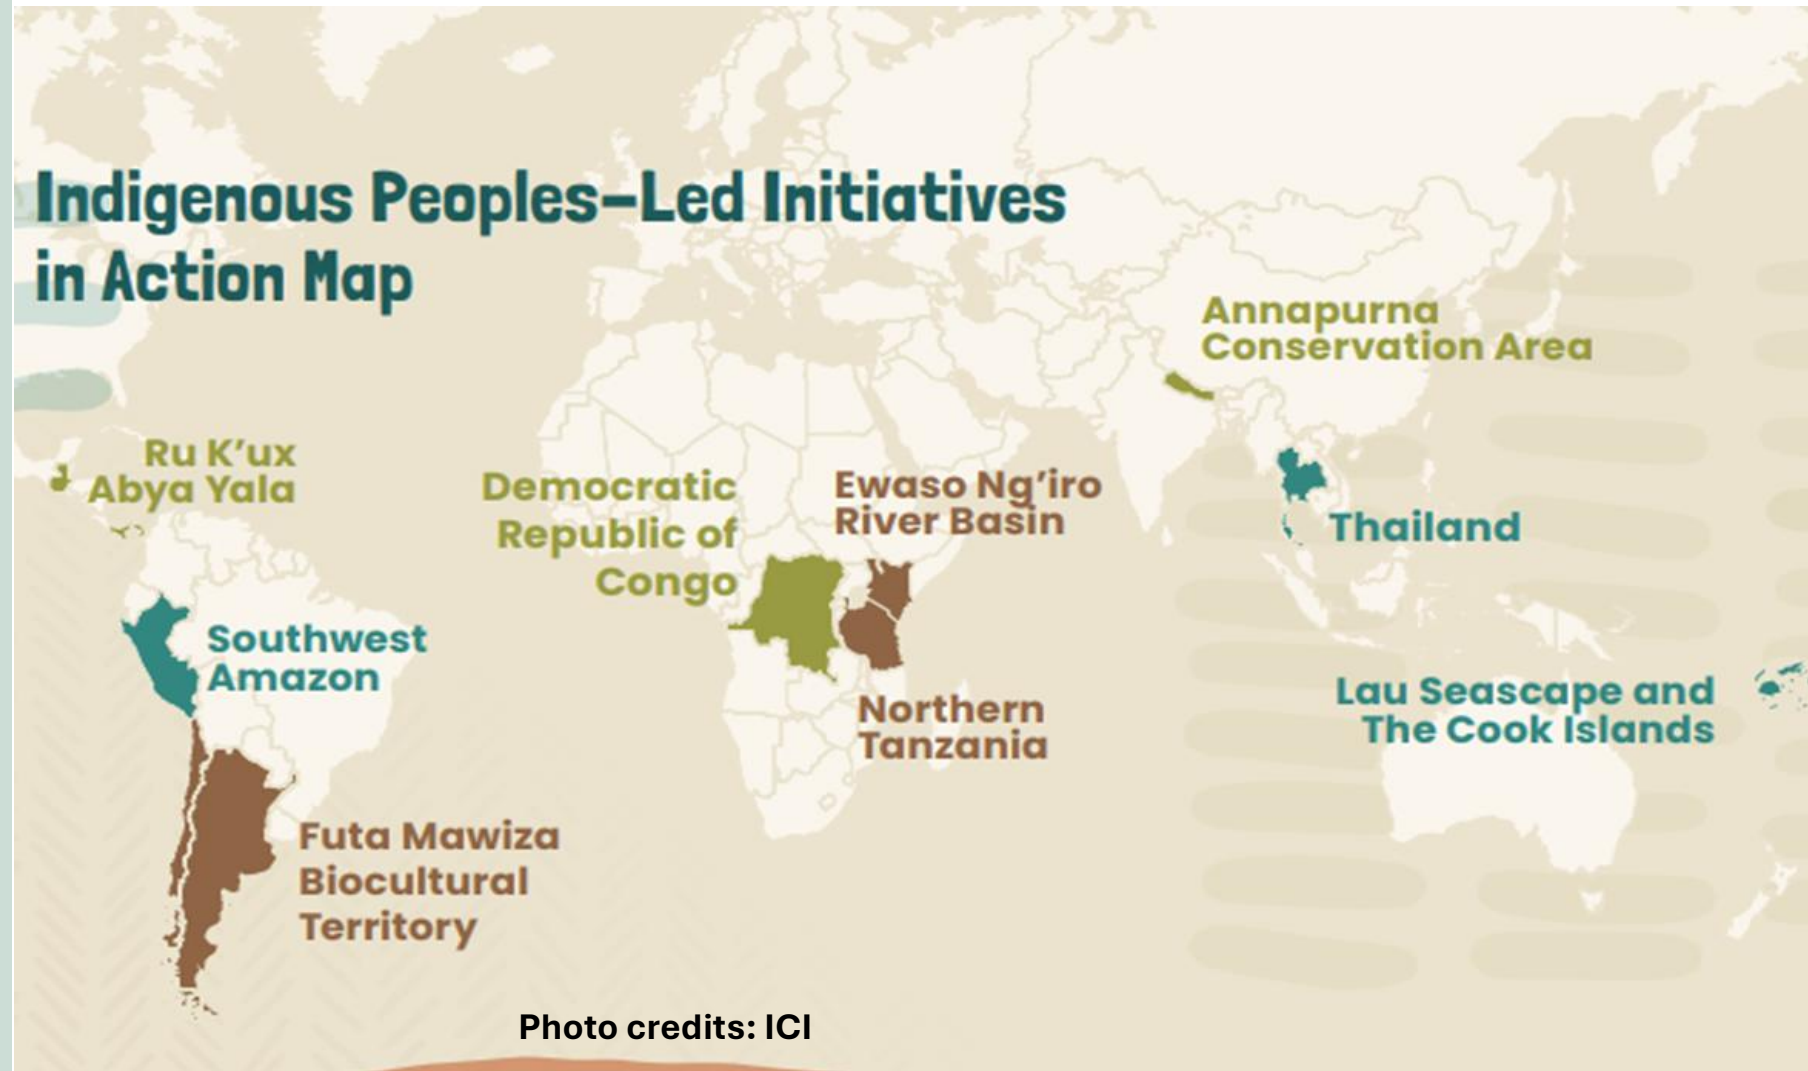 Indigenous Peoples–Led Initiatives
in Action Map
Annapurna
Conservation Area
Ru K’ux
Abya Yala
Democratic
Republic of
Congo
Ewaso Ng’iro
River Basin
Thailand
Southwest
Amazon
Northern
Tanzania
Lau Seascape and
The Cook Islands
Futa Mawiza
Biocultural
Territory
Photo credits: ICI